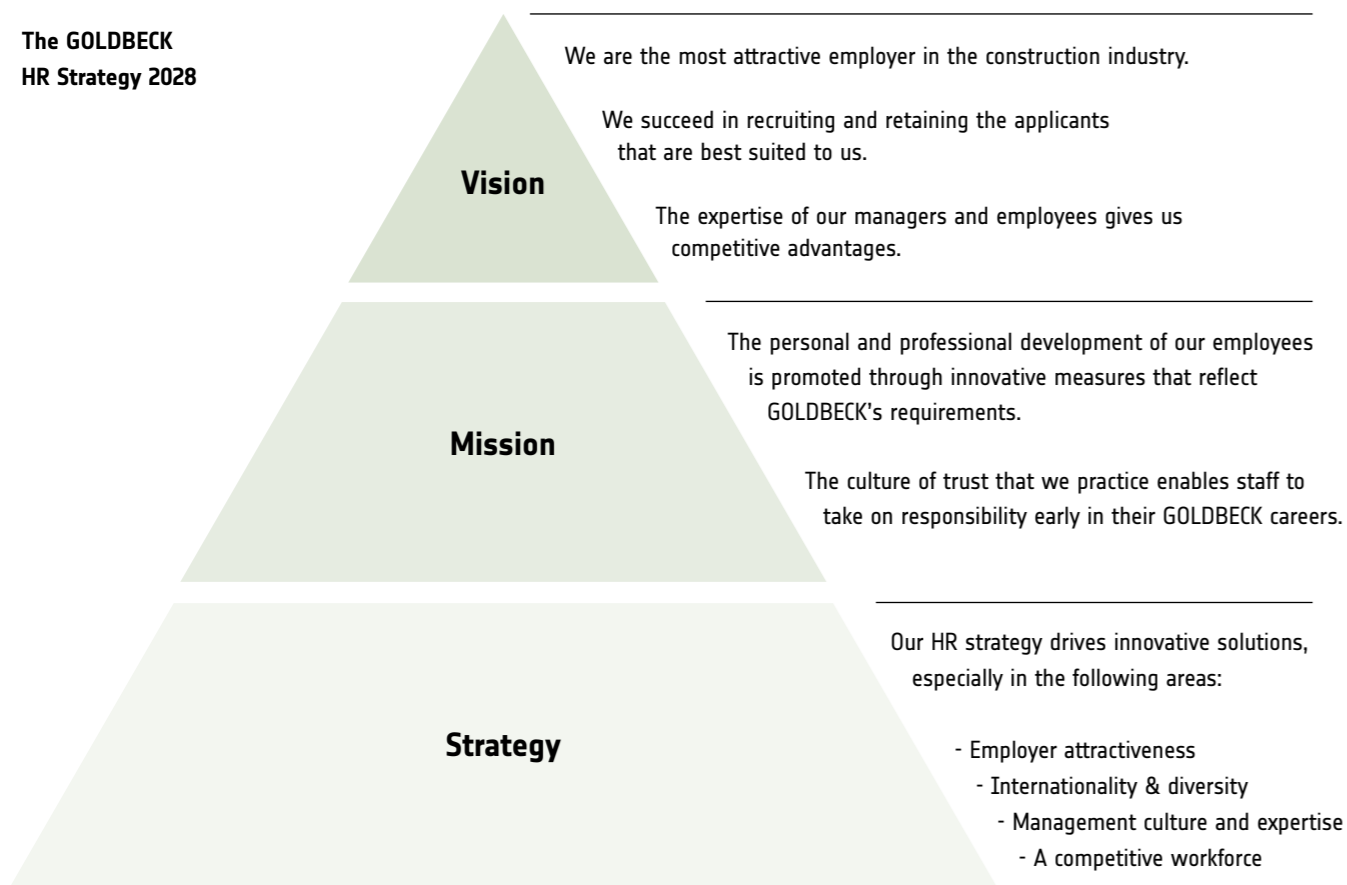 The GOLDBECK
HR Strategy 2028
We are the most attractive employer in the construction industry.
We succeed in recruiting and retaining the applicants
that are best suited to us.
Vision
The expertise of our managers and employees gives us
competitive advantages.
The personal and professional development of our employees
is promoted through innovative measures that reflect
GOLDBECK’s requirements.
Mission
The culture of trust that we practice enables staff to
take on responsibility early in their GOLDBECK careers.
Our HR strategy drives innovative solutions,
especially in the following areas:
Strategy
- Employer attractiveness
- Internationality & diversity
- Management culture and expertise
- A competitive workforce